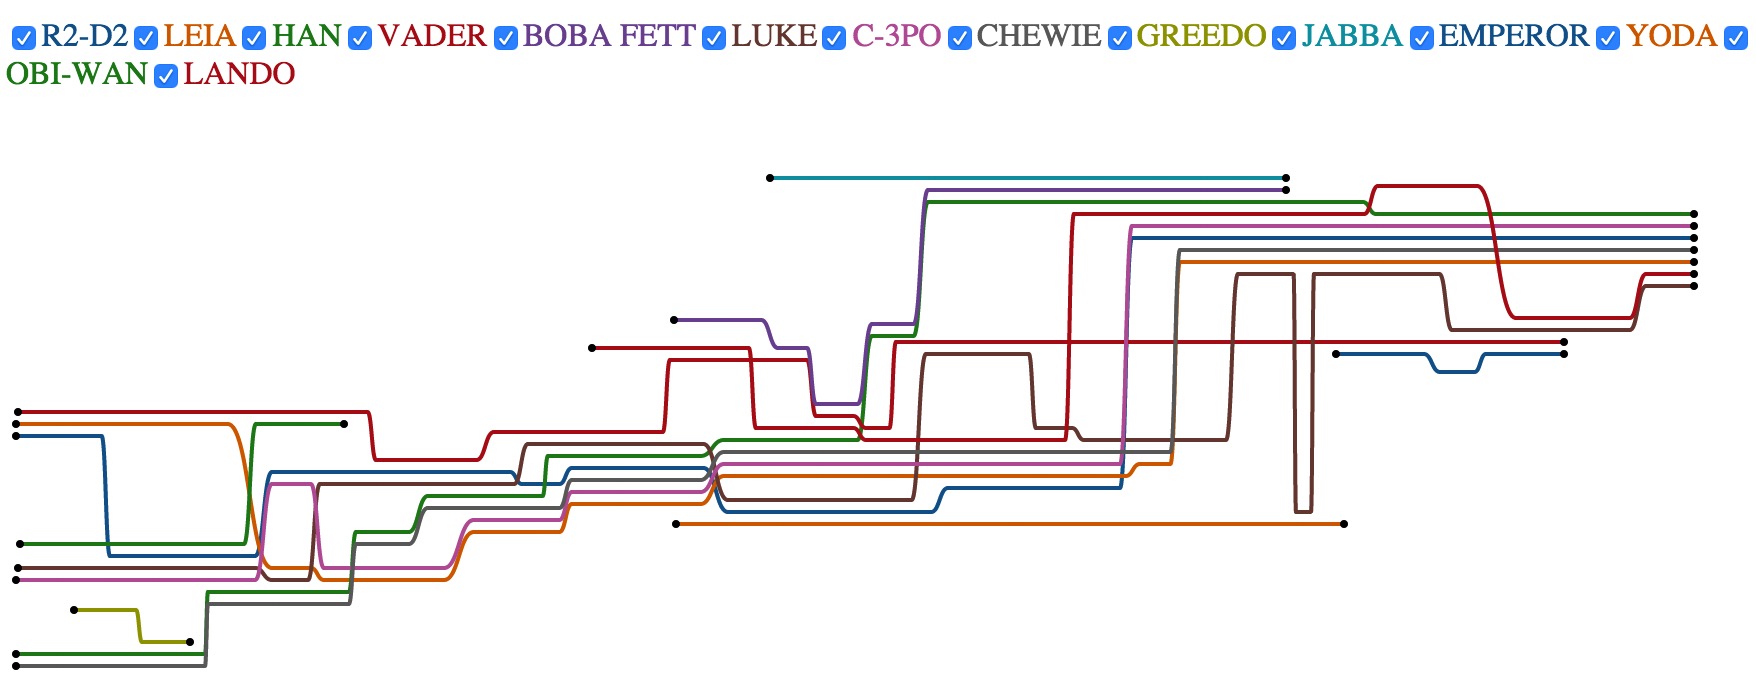 R2-D2 LEIA HAN VADER BOBA FETT LUKE C-3PO CHEWIE GREEDO JABBA EMPEROR YODA
OBI-WAN LANDO